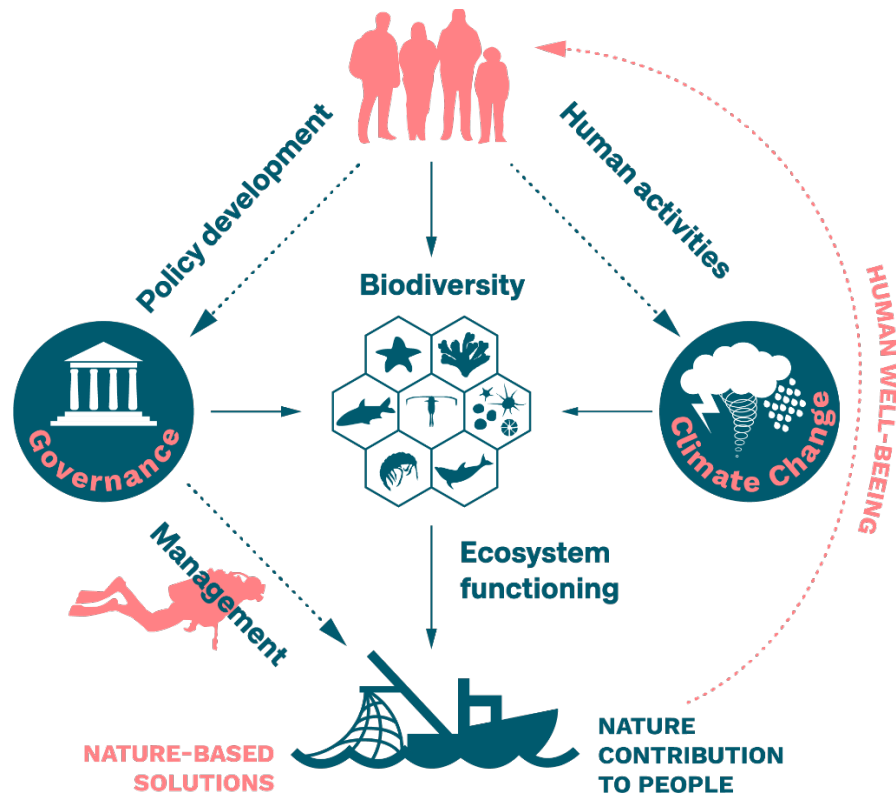 Policy development
Human activities
Biodiversity
Governance
Climate Change
HUMAN WELL-BEEING
Management
Ecosystem
functioning
NATURE-BASED
SOLUTIONS
NATURE
CONTRIBUTION
TO PEOPLE